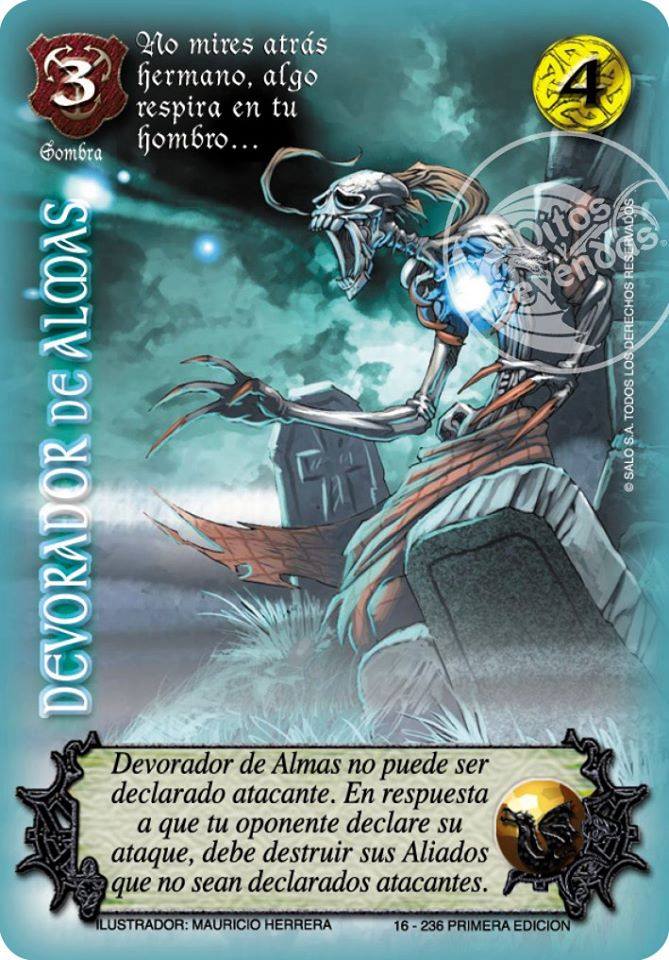 3
Sombra
No mires atrás
hermano, algo
respira en tu
hombro...
4
Mitos
y
Leyendas
®
© SALO S.A. TODOS LOS DERECHOS RESERVADOS
DEVORADOR DE ALMAS
Devorador de Almas no puede ser
declarado atacante. En respuesta
a que tu oponente declare su
ataque, debe destruir sus Aliados
que no sean declarados atacantes.
ILUSTRADOR: MAURICIO HERRERA
16 - 236 PRIMERA EDICION